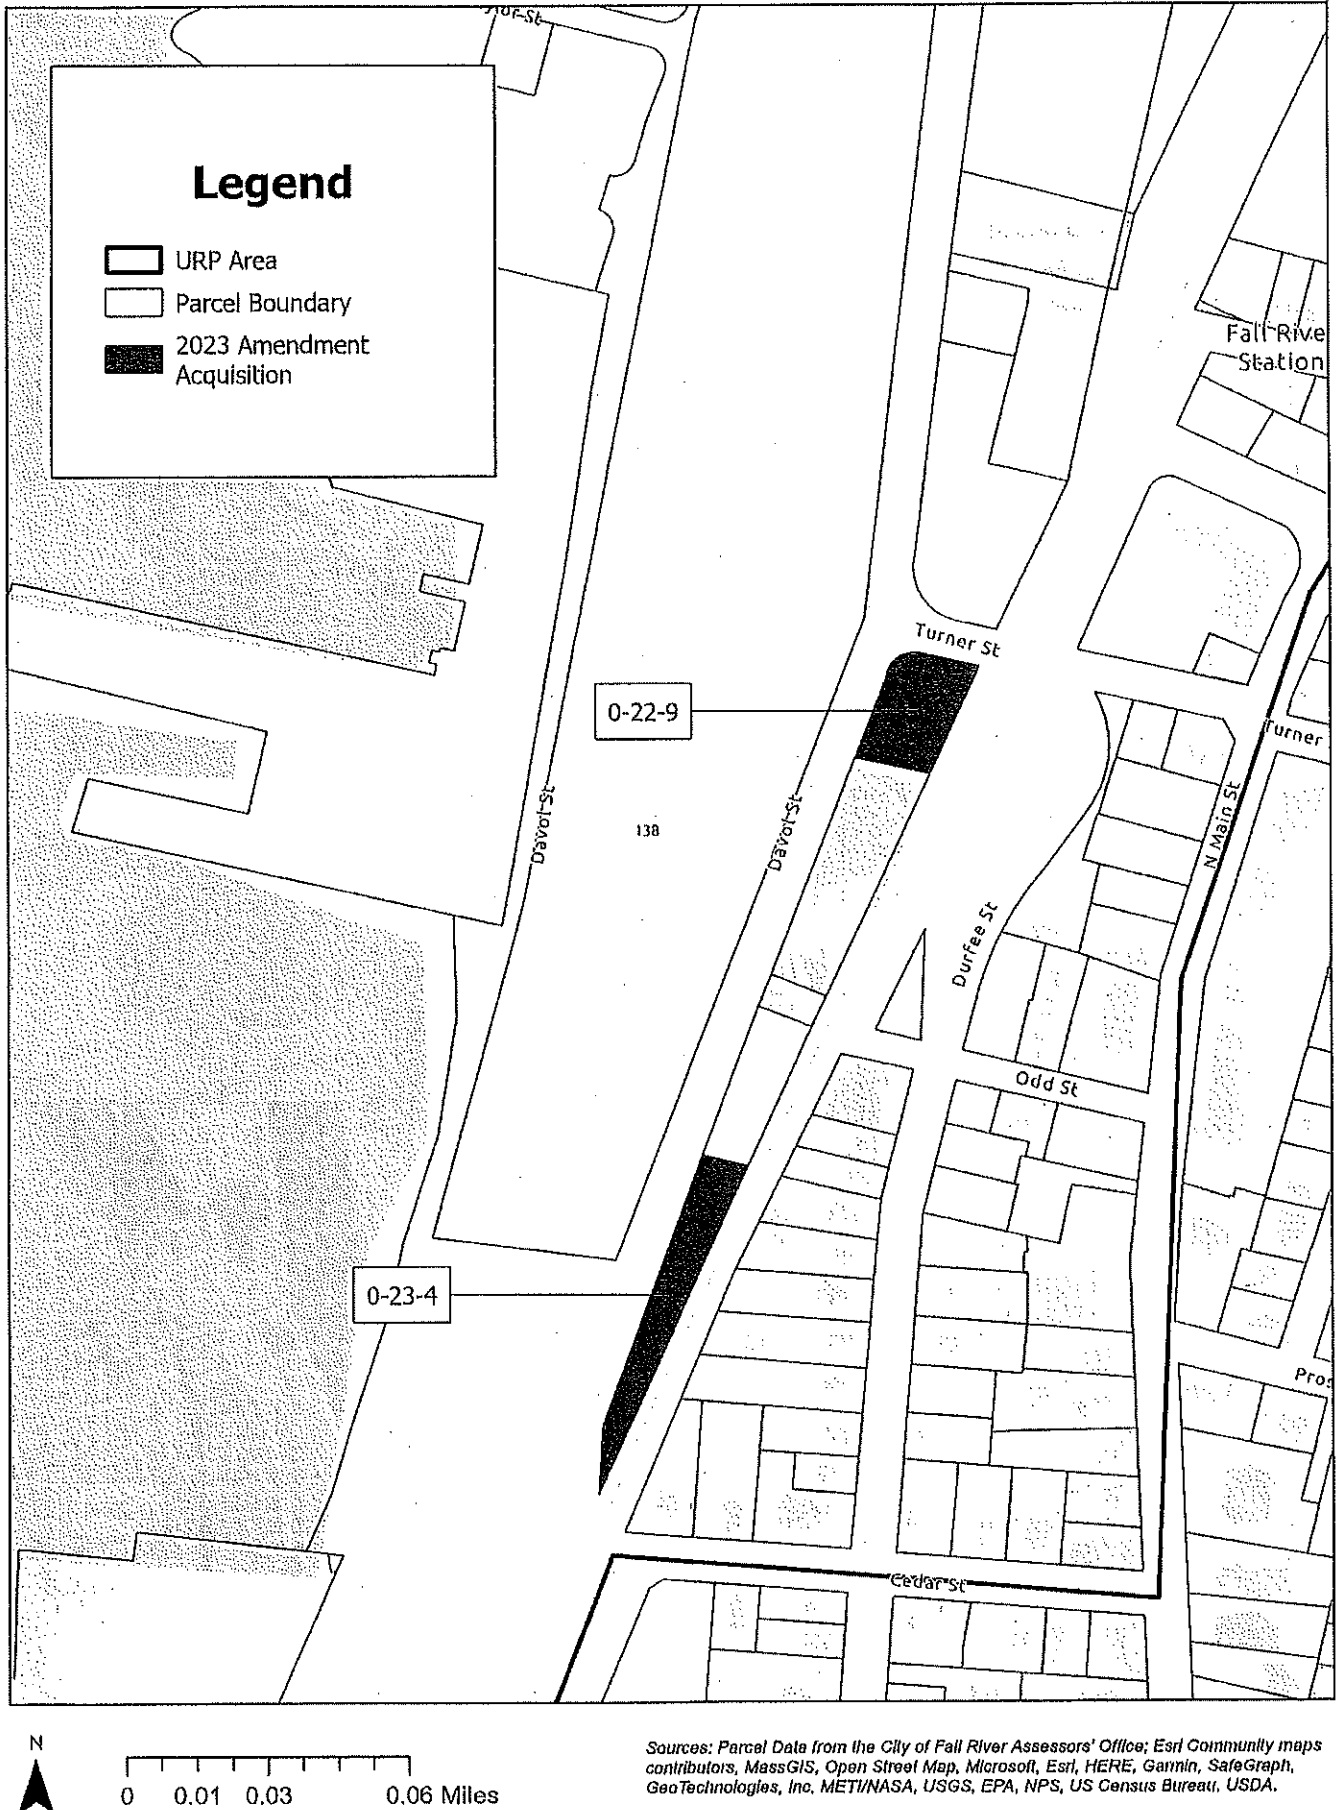 Legend
URP Area
Parcel Boundary
2023 Amendment
Acquisition
Fall Rive
Station
Turner St
0-22-9
Turner
Davol St
Davol St
138
N Main St
Durfee St
Odd St
0-23-4
Pros
Cedar St
N
0 0.01 0.03 0.06 Miles
Sources: Parcel Data from the City of Fall River Assessors' Office; Esri Community maps
contributors, MassGIS, Open Street Map, Microsoft, Esri, HERE, Garmin, SafeGraph,
GeoTechnologies, Inc, METI/NASA, USGS, EPA, NPS, US Census Bureau, USDA.